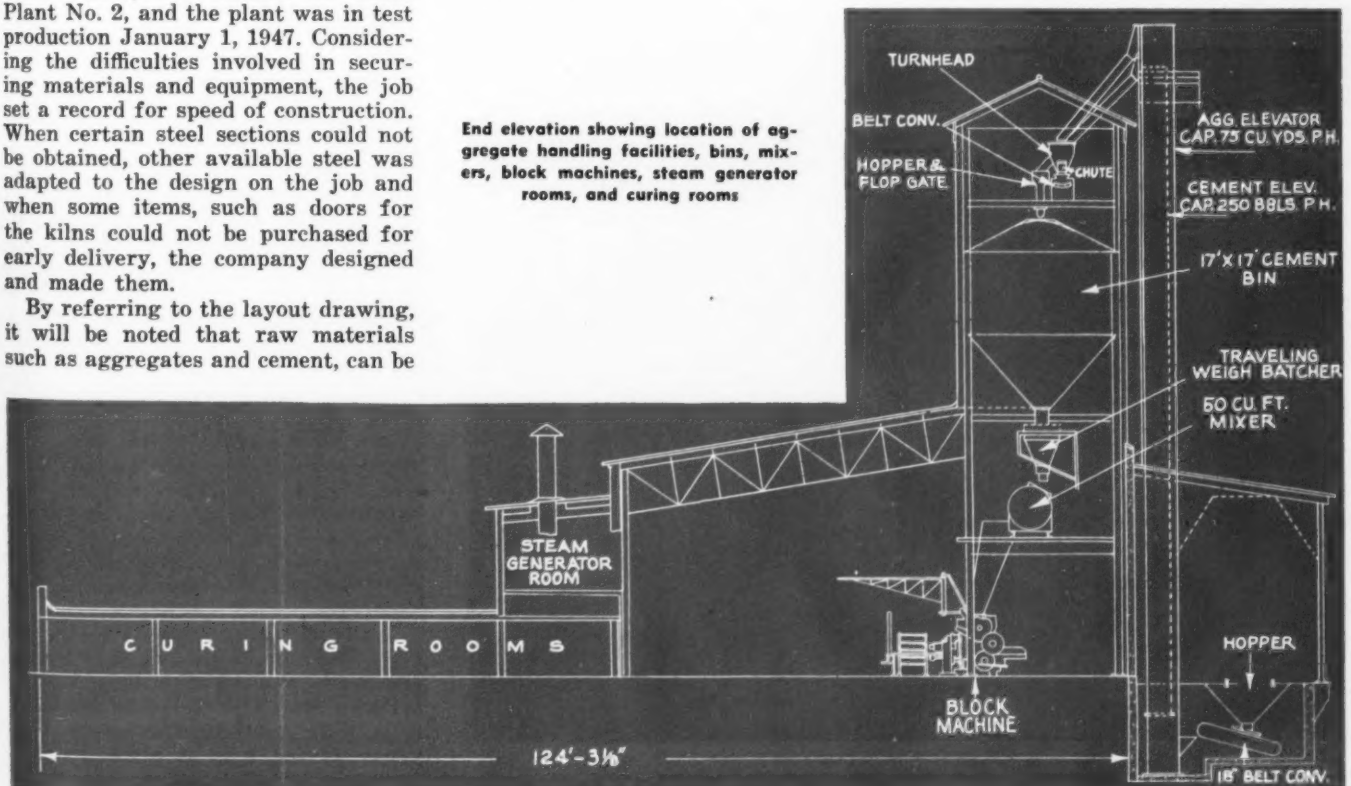 Plant No. 2, and the plant was in test
production January 1, 1947. Consider-
ing the difficulties involved in secur-
ing materials and equipment, the job
set a record for speed of construction.
When certain steel sections could not
be obtained, other available steel was
adapted to the design on the job and
when some items, such as doors for
the kilns could not be purchased for
early delivery, the company designed
and made them.
By referring to the layout drawing,
it will be noted that raw materials
such as aggregates and cement, can be
End elevation showing location of ag-
gregate handling facilities, bins, mix-
ers, block machines, steam generator
rooms, and curing rooms
TURNHEAD
BELT CONV.
HOPPER &
FLOP GATE
CHUTE
AGG. ELEVATOR
CAP. 75 CU. YDS. P.H.
CEMENT ELEV.
CAP. 250 BBLS. P.H.
17' X 17' CEMENT
BIN
TRAVELING
WEIGH BATCHER
50 CU. FT.
MIXER
STEAM
GENERATOR
ROOM
CURING ROOMS
BLOCK
MACHINE
HOPPER
124'-3⅛"
18" BELT CONV.